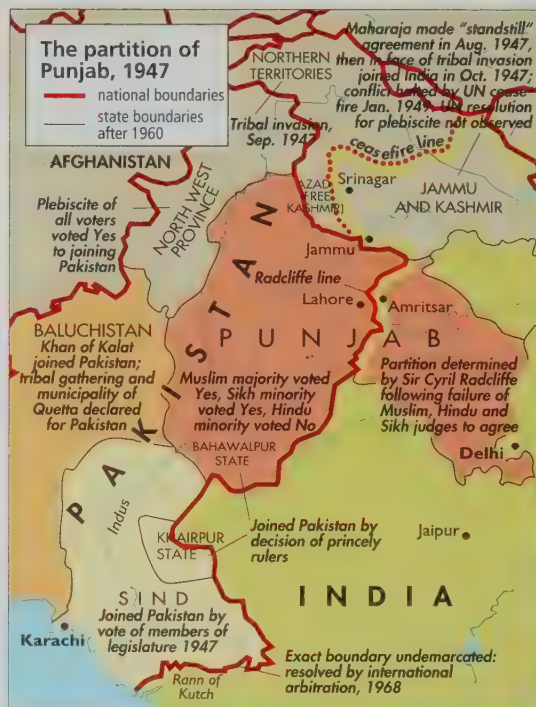 The partition of
Punjab, 1947
national boundaries
state boundaries
after 1960
Maharaja made "standstill"
agreement in Aug. 1947,
then in face of tribal invasion
joined India in Oct. 1947;
conflict halted by UN cease-
fire Jan. 1949. UN resolution
for plebiscite not observed
NORTHERN
TERRITORIES
Tribal invasion,
Sep. 1947
ceasefire line
AFGHANISTAN
NORTH WEST
PROVINCE
AZAD
(FREE
KASHMIR)
Srinagar
JAMMU
AND KASHMIR
Plebiscite of
all voters
voted Yes
to joining
Pakistan
Jammu
Radcliffe line
Lahore
Amritsar
PAKISTAN
PUNJAB
BALUCHISTAN
Khan of Kalat
joined Pakistan;
tribal gathering and
municipality of
Quetta declared
for Pakistan
Muslim majority voted
Yes, Sikh minority
voted Yes, Hindu
minority voted No
Partition determined
by Sir Cyril Radcliffe
following failure of
Muslim, Hindu and
Sikh judges to agree
BAHAWALPUR
STATE
Delhi
Indus
KHAIRPUR
STATE
Joined Pakistan by
decision of princely
rulers
Jaipur
INDIA
SIND
Joined Pakistan by
vote of members of
legislature 1947
Karachi
Rann of
Kutch
Exact boundary undemarcated:
resolved by international
arbitration, 1968